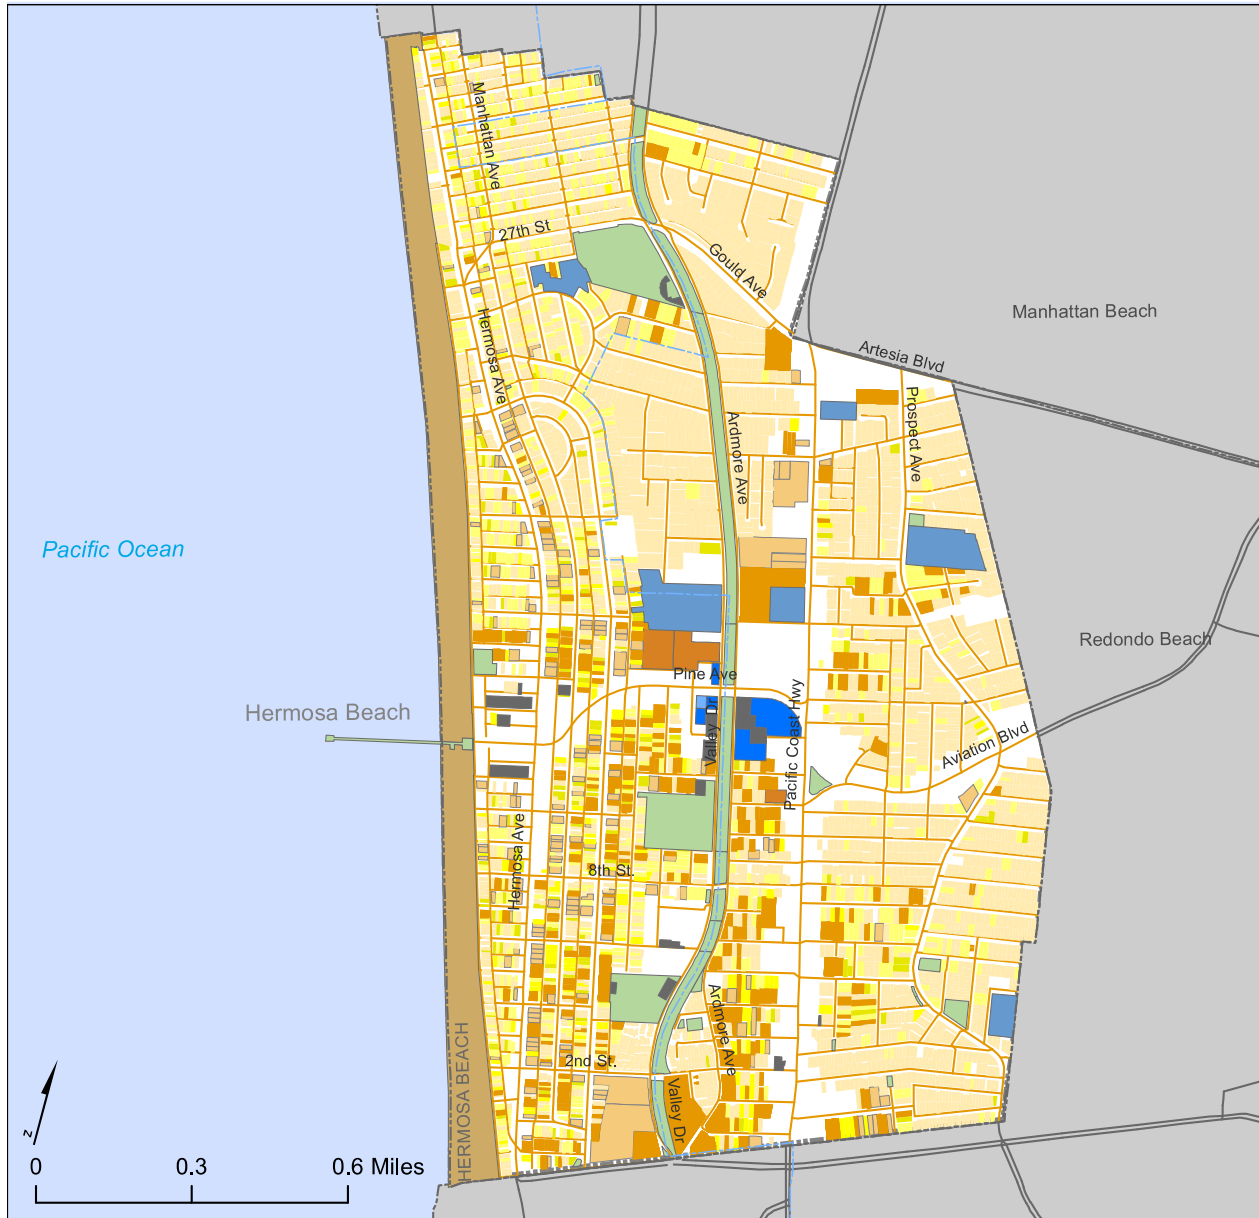 Manhattan Ave
27th St
Gould Ave
Manhattan Beach
Hermosa Ave
Artesia Blvd
Prospect Ave
Ardmore Ave
Pacific Ocean
Redondo Beach
Pine Ave
Hermosa Beach
Valley Dr
Pacific Coast Hwy
Aviation Blvd
Hermosa Ave
8th St.
Ardmore Ave
2nd St.
HERMOSA BEACH
Valley Dr
N
0 0.3 0.6 Miles